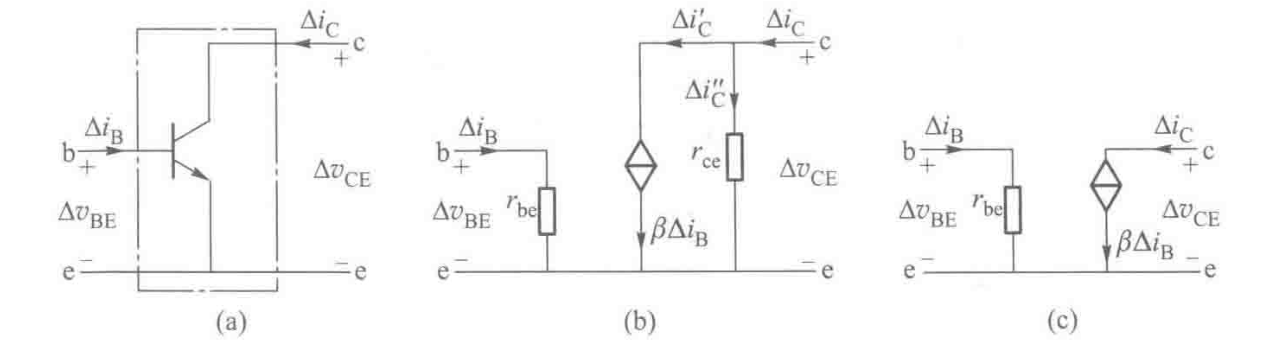 Δi_C
c
+
Δi_B
b
+
Δv_CE
Δv_BE
e − − e
(a)
Δi′_C Δi_C
c
+
Δi″_C
Δi_B
b
+
r_ce
Δv_CE
Δv_BE r_be
βΔi_B
e − − e
(b)
Δi_B Δi_C
b c
+ +
Δv_BE r_be Δv_CE
βΔi_B
e − − e
(c)